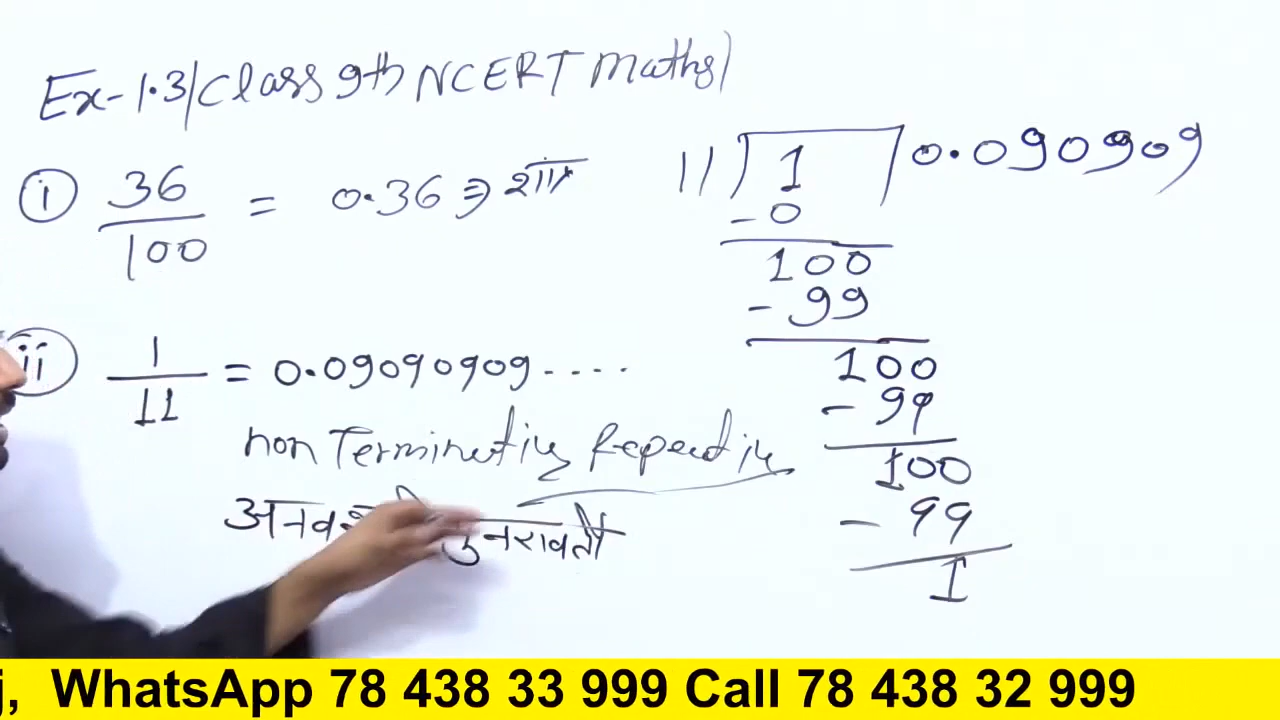 Ex-1.3/Class 9th NCERT Maths)
i 36/100 = 0.36 ⇒
ii 1/11 = 0.09090909....
non Terminating Repeating
पुनरावर्ती
11) 1 0.090909
-0
100
-99
100
-99
100
-99
1
WhatsApp 78 438 33 999 Call 78 438 32 999